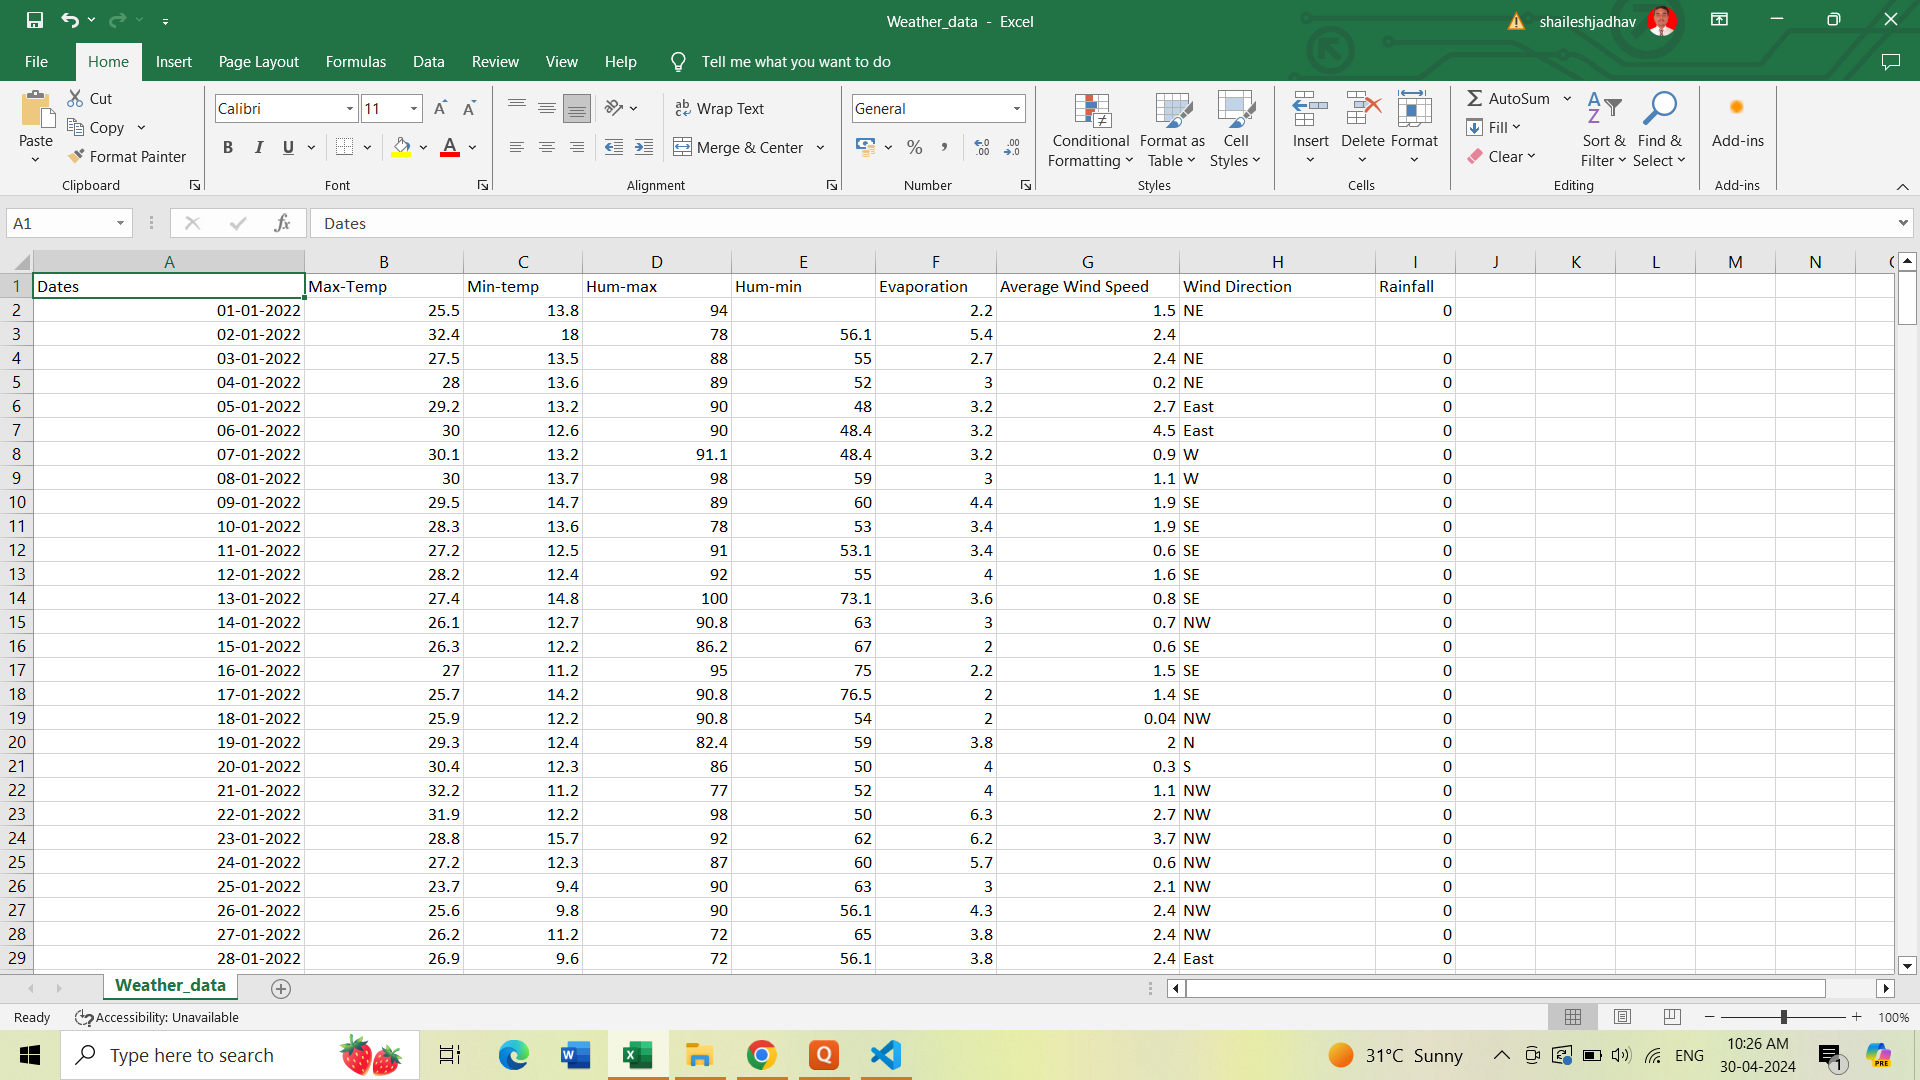 Weather_data - Excel
shaileshjadhav
File Home Insert Page Layout Formulas Data Review View Help Tell me what you want to do
Cut
Copy
Format Painter
Paste
Clipboard
Calibri 11
B I U
Font
Wrap Text
Merge & Center
Alignment
General
% ,
Number
Conditional Formatting
Format as Table
Cell Styles
Styles
Insert Delete Format
Cells
AutoSum
Fill
Clear
Sort & Filter
Find & Select
Editing
Add-ins
Add-ins
A1 fx Dates
A B C D E F G H I J K L M N
1 Dates Max-Temp Min-temp Hum-max Hum-min Evaporation Average Wind Speed Wind Direction Rainfall
2 01-01-2022 25.5 13.8 94 2.2 1.5 NE 0
3 02-01-2022 32.4 18 78 56.1 5.4 2.4
4 03-01-2022 27.5 13.5 88 55 2.7 2.4 NE 0
5 04-01-2022 28 13.6 89 52 3 0.2 NE 0
6 05-01-2022 29.2 13.2 90 48 3.2 2.7 East 0
7 06-01-2022 30 12.6 90 48.4 3.2 4.5 East 0
8 07-01-2022 30.1 13.2 91.1 48.4 3.2 0.9 W 0
9 08-01-2022 30 13.7 98 59 3 1.1 W 0
10 09-01-2022 29.5 14.7 89 60 4.4 1.9 SE 0
11 10-01-2022 28.3 13.6 78 53 3.4 1.9 SE 0
12 11-01-2022 27.2 12.5 91 53.1 3.4 0.6 SE 0
13 12-01-2022 28.2 12.4 92 55 4 1.6 SE 0
14 13-01-2022 27.4 14.8 100 73.1 3.6 0.8 SE 0
15 14-01-2022 26.1 12.7 90.8 63 3 0.7 NW 0
16 15-01-2022 26.3 12.2 86.2 67 2 0.6 SE 0
17 16-01-2022 27 11.2 95 75 2.2 1.5 SE 0
18 17-01-2022 25.7 14.2 90.8 76.5 2 1.4 SE 0
19 18-01-2022 25.9 12.2 90.8 54 2 0.04 NW 0
20 19-01-2022 29.3 12.4 82.4 59 3.8 2 N 0
21 20-01-2022 30.4 12.3 86 50 4 0.3 S 0
22 21-01-2022 32.2 11.2 77 52 4 1.1 NW 0
23 22-01-2022 31.9 12.2 98 50 6.3 2.7 NW 0
24 23-01-2022 28.8 15.7 92 62 6.2 3.7 NW 0
25 24-01-2022 27.2 12.3 87 60 5.7 0.6 NW 0
26 25-01-2022 23.7 9.4 90 63 3 2.1 NW 0
27 26-01-2022 25.6 9.8 90 56.1 4.3 2.4 NW 0
28 27-01-2022 26.2 11.2 72 65 3.8 2.4 NW 0
29 28-01-2022 26.9 9.6 72 56.1 3.8 2.4 East 0
Weather_data
Ready Accessibility: Unavailable 100%
Type here to search
31°C Sunny
ENG
10:26 AM
30-04-2024
1